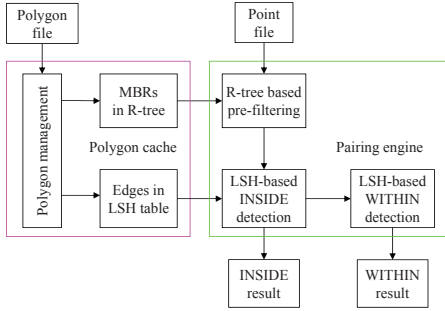 Polygon
file
Point
file
Polygon management
MBRs
in R-tree
R-tree based
pre-filtering
Polygon cache
Pairing engine
Edges in
LSH table
LSH-based
INSIDE
detection
LSH-based
WITHIN
detection
INSIDE
result
WITHIN
result